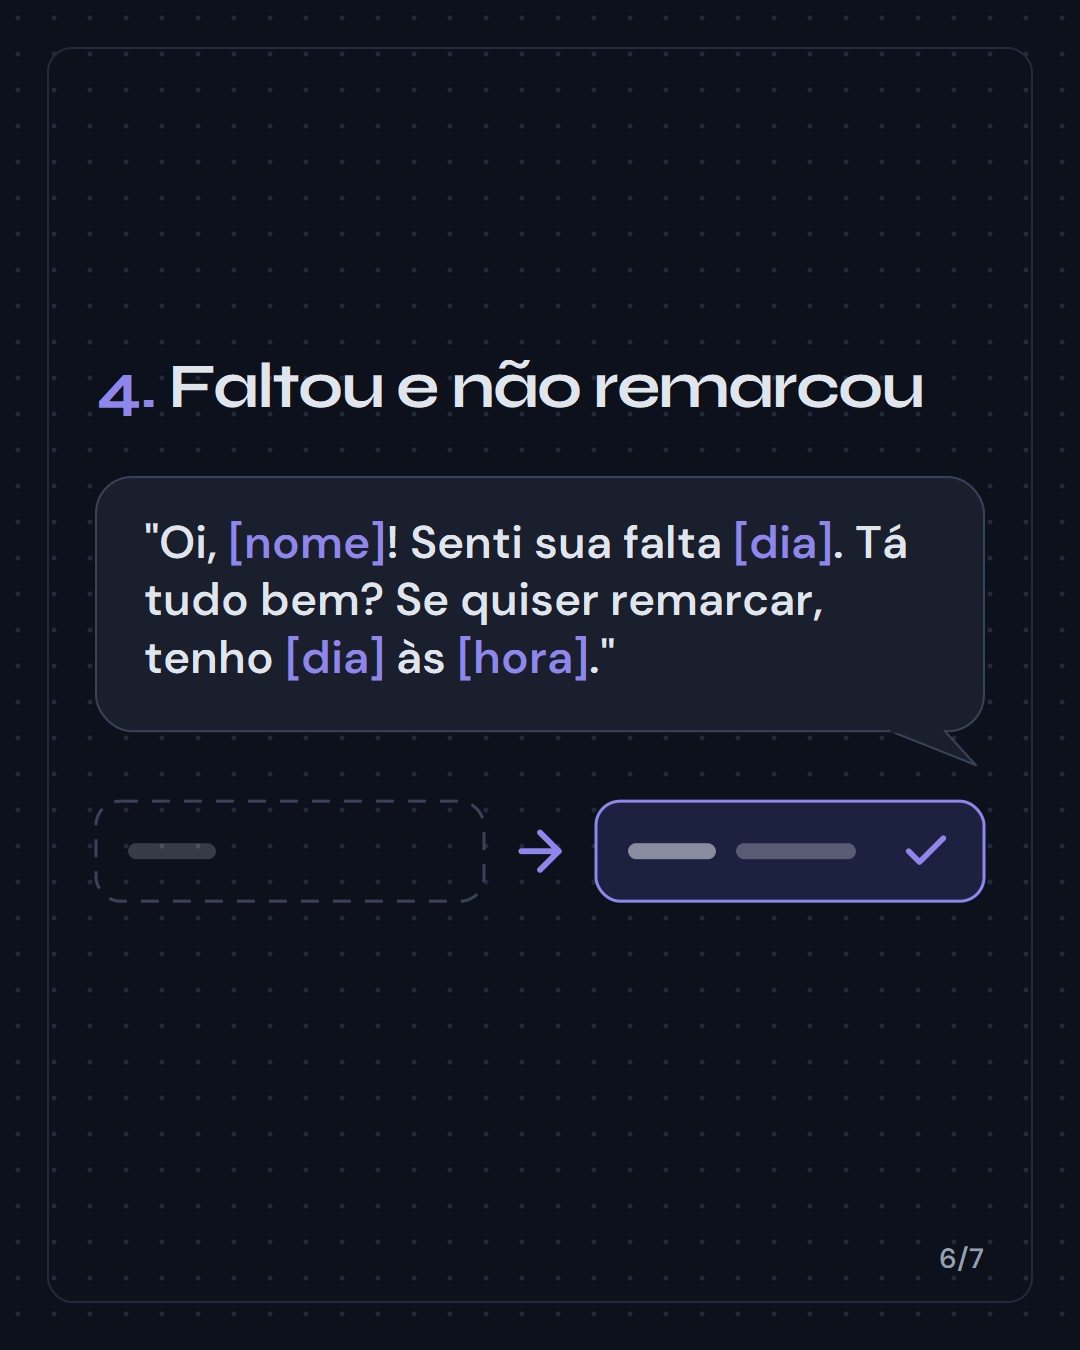 4. Faltou e não remarcou
"Oi, [nome]! Senti sua falta [dia]. Tá
tudo bem? Se quiser remarcar,
tenho [dia] às [hora]."
6/7